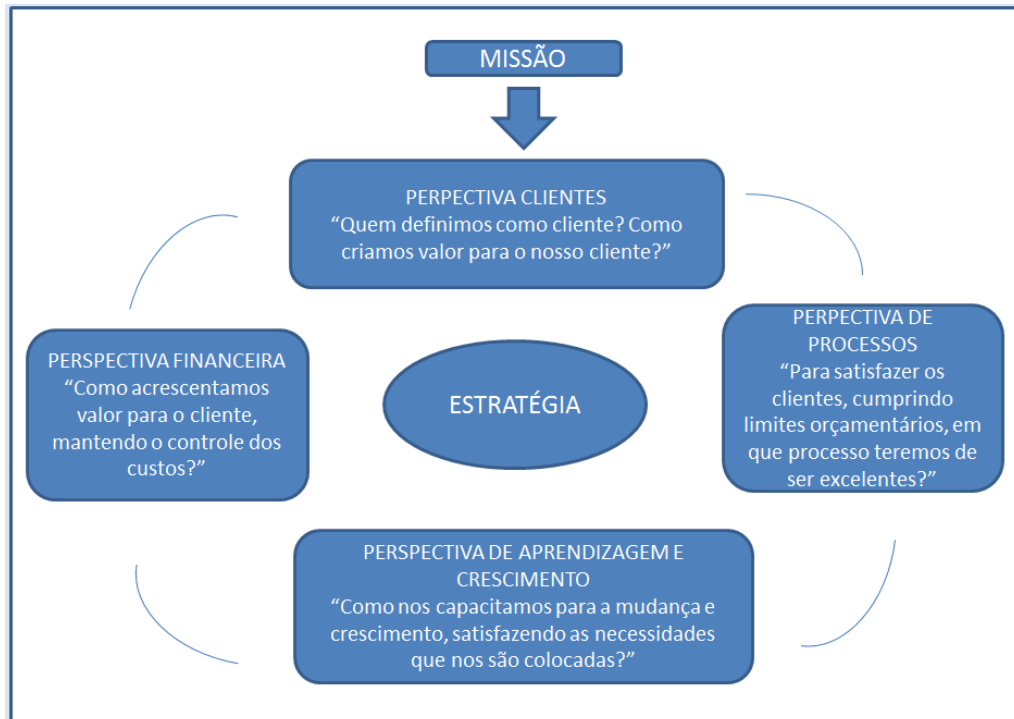 MISSÃO
PERPECTIVA CLIENTES
“Quem definimos como cliente? Como
criamos valor para o nosso cliente?”
PERSPECTIVA FINANCEIRA
“Como acrescentamos
valor para o cliente,
mantendo o controle dos
custos?”
ESTRATÉGIA
PERPECTIVA DE
PROCESSOS
“Para satisfazer os
clientes, cumprindo
limites orçamentários, em
que processo teremos de
ser excelentes?”
PERSPECTIVA DE APRENDIZAGEM E
CRESCIMENTO
“Como nos capacitamos para a mudança e
crescimento, satisfazendo as necessidades
que nos são colocadas?”